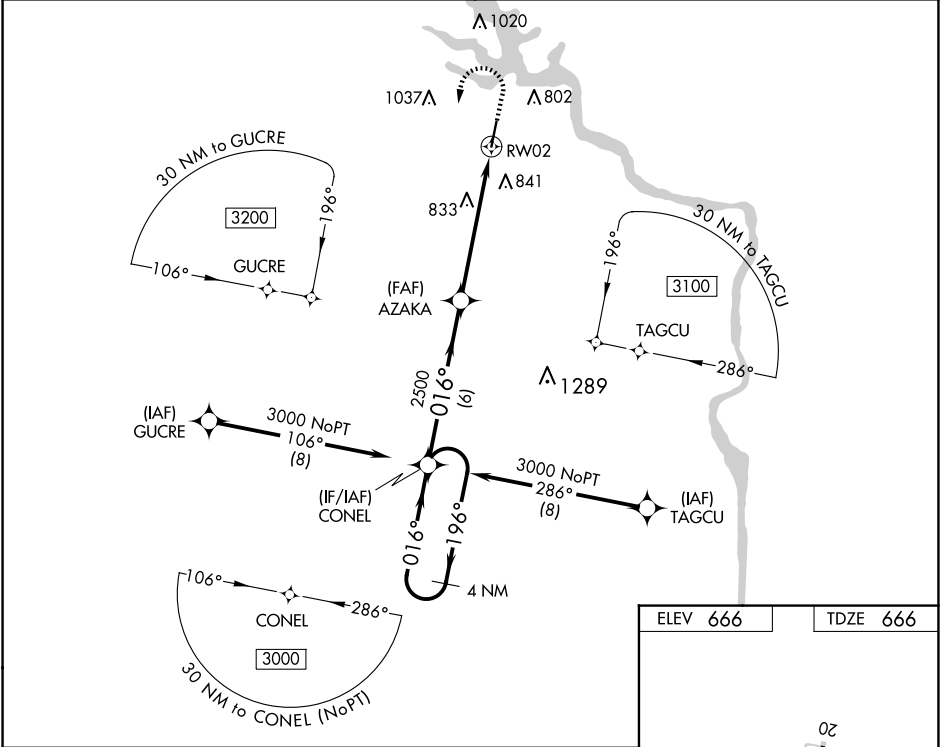 1020
1037
802
RW02
841
833
30 NM to GUCRE
3200
196°
106°
GUCRE
30 NM to TAGCU
196°
3100
TAGCU
286°
(FAF)
AZAKA
1289
2500
016°
(6)
(IAF)
GUCRE
3000 NoPT
106°
(8)
(IF/IAF)
CONEL
3000 NoPT
286°
(8)
(IAF)
TAGCU
016°
196°
4 NM
106°
286°
CONEL
3000
30 NM to CONEL (NoPT)
ELEV 666
TDZE 666
20